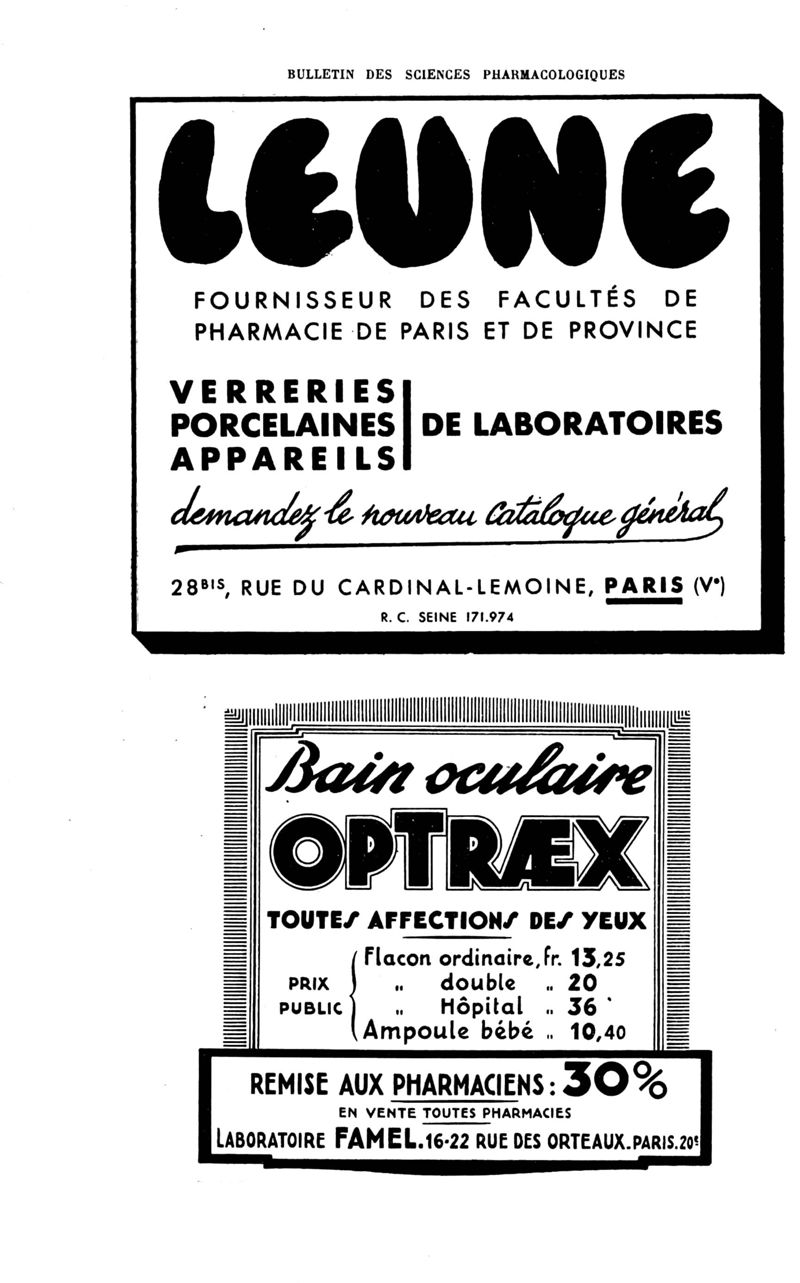 BULLETIN DES SCIENCES PHARMACOLOGIQUES
LEUNE
FOURNISSEUR DES FACULTÉS DE
PHARMACIE DE PARIS ET DE PROVINCE
VERRERIES
PORCELAINES DE LABORATOIRES
APPAREILS
demandez le nouveau catalogue général
28BIS, RUE DU CARDINAL-LEMOINE, PARIS (Ve)
R. C. SEINE 171.974
Bain oculaire
OPTRÆX
TOUTES AFFECTIONS DES YEUX
Flacon ordinaire, fr. 13,25
PRIX „ double „ 20
PUBLIC „ Hôpital „ 36
Ampoule bébé „ 10,40
REMISE AUX PHARMACIENS: 30%
EN VENTE TOUTES PHARMACIES
LABORATOIRE FAMEL. 16-22 RUE DES ORTEAUX. PARIS. 20e